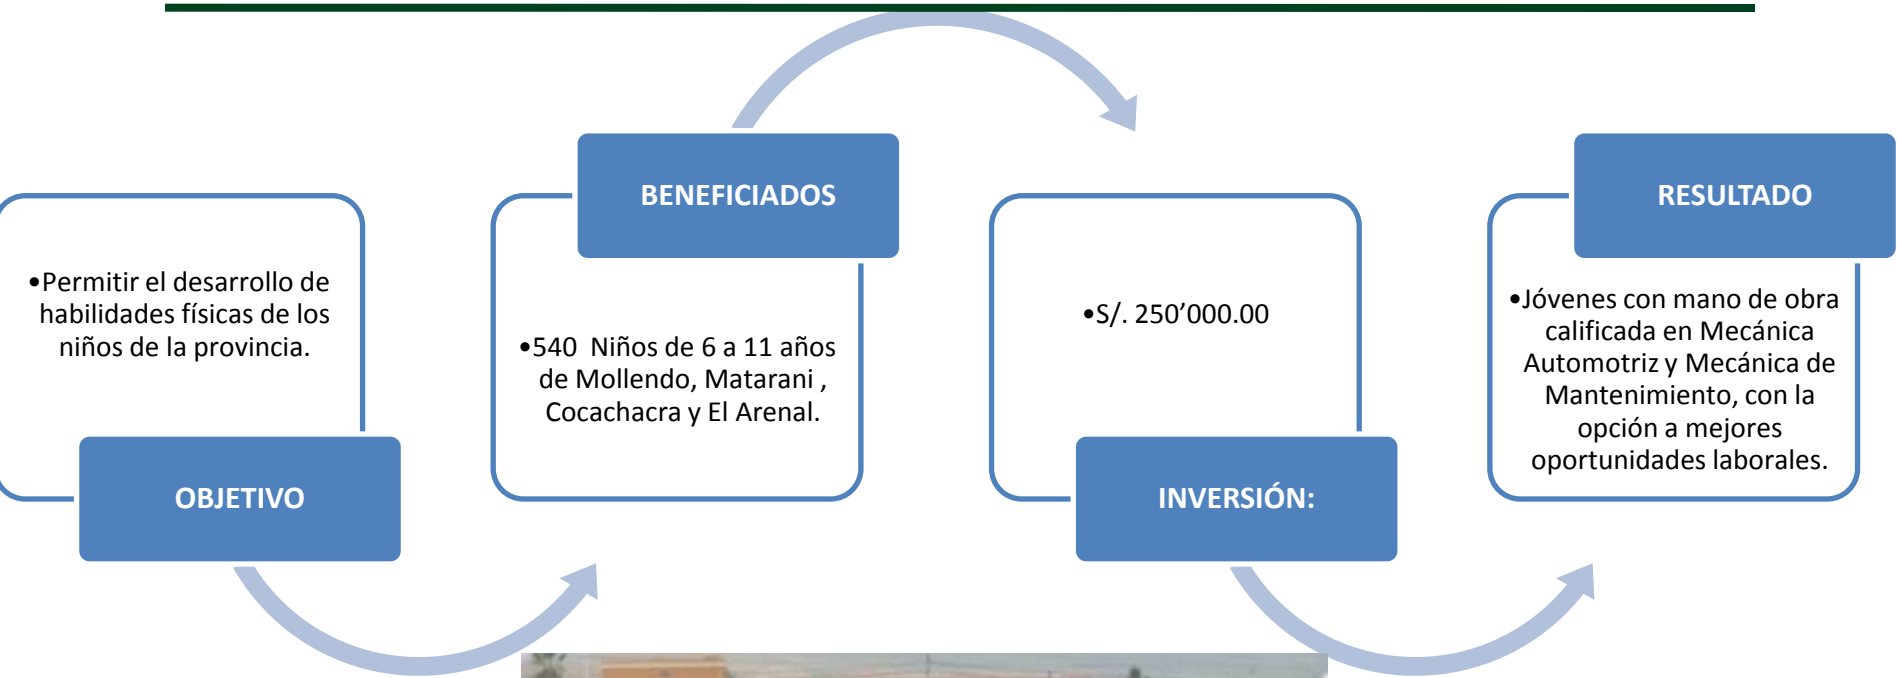 •Permitir el desarrollo de
habilidades físicas de los
niños de la provincia.
OBJETIVO
BENEFICIADOS
•540  Niños de 6 a 11 años
de Mollendo, Matarani ,
Cocachacra y El Arenal.
•S/. 250’000.00
INVERSIÓN:
RESULTADO
•Jóvenes con mano de obra
calificada en Mecánica
Automotriz y Mecánica de
Mantenimiento, con la
opción a mejores
oportunidades laborales.